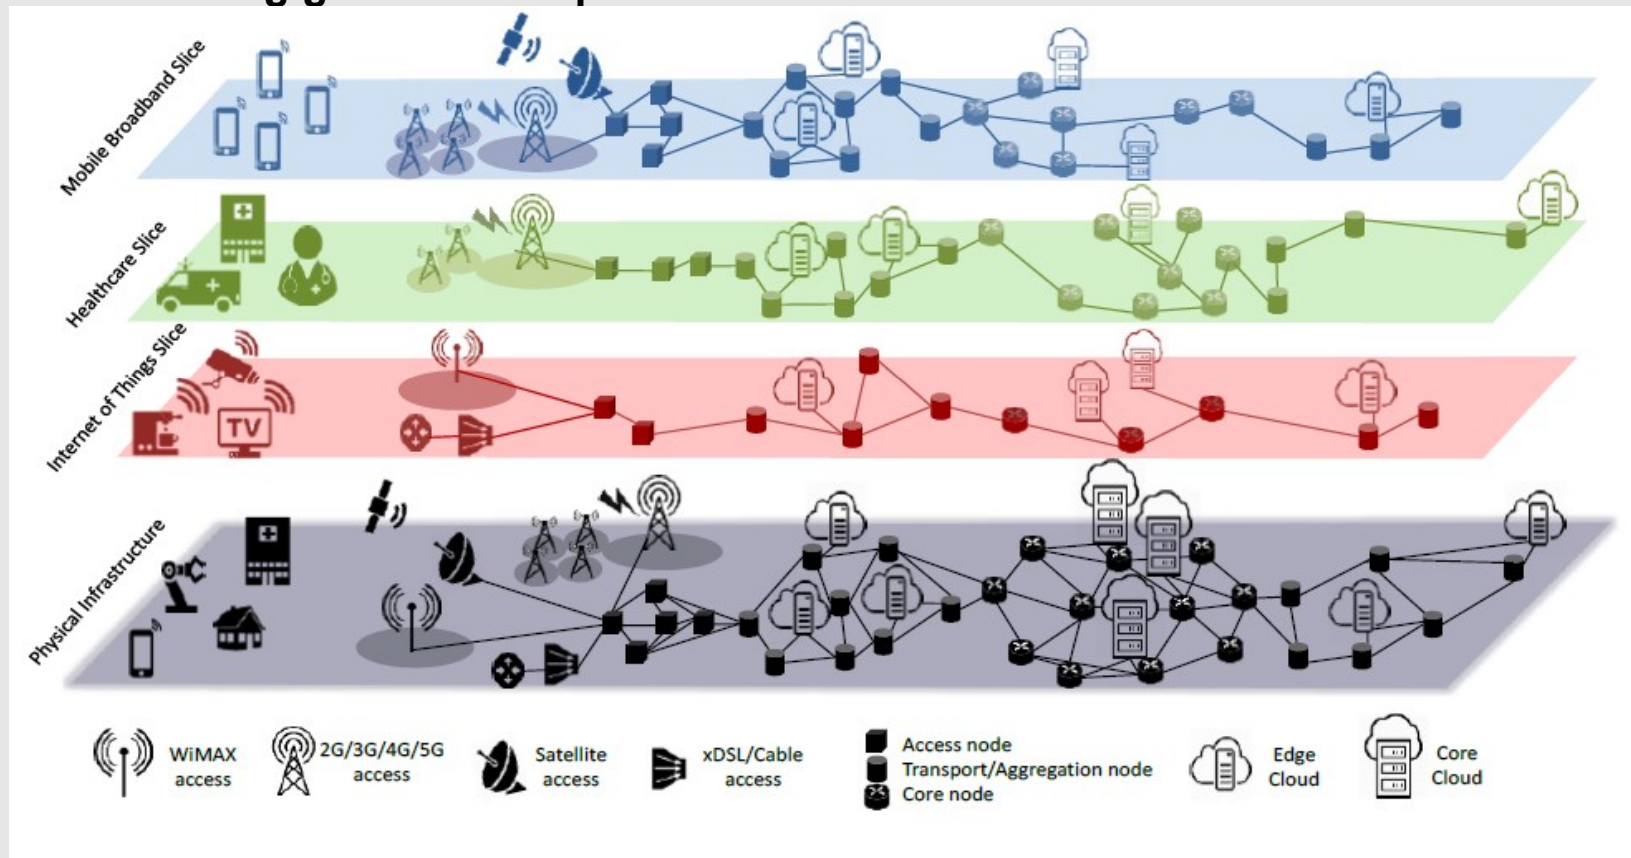 Mobile Broadband Slice
Healthcare Slice
Internet of Things Slice
TV
Physical Infrastructure
WiMAX
access
2G/3G/4G/5G
access
Satellite
access
xDSL/Cable
access
Access node
Transport/Aggregation node
Core node
Edge
Cloud
Core
Cloud